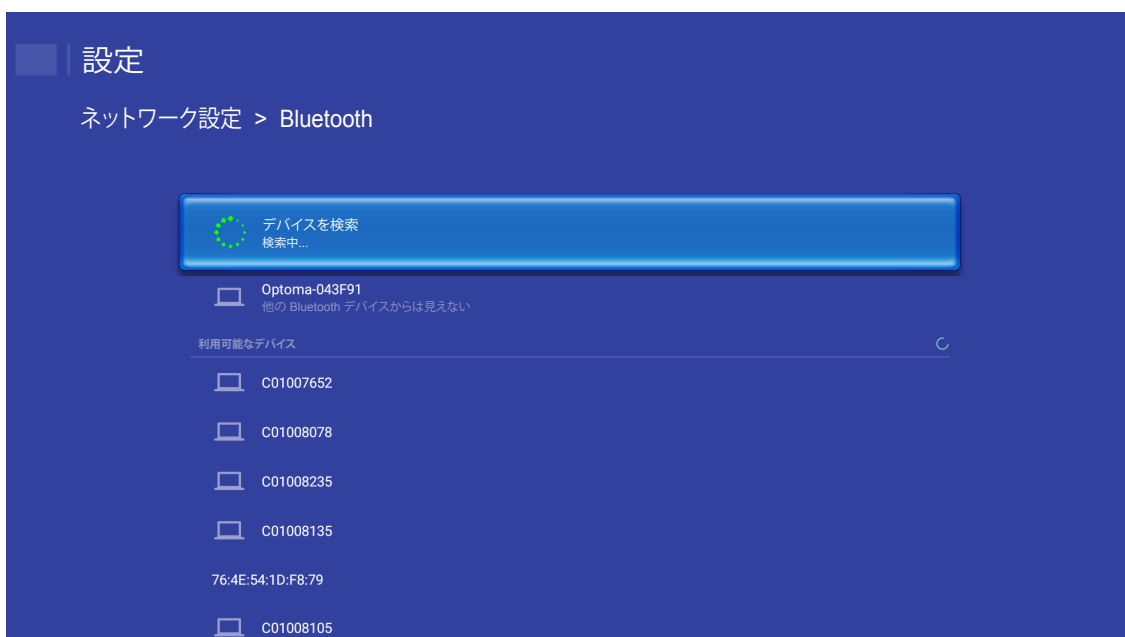 設定
ネットワーク設定 > Bluetooth
デバイスを検索
検索中...
Optoma-043F91
他の Bluetooth デバイスからは見えない
利用可能なデバイス
C01007652
C01008078
C01008235
C01008135
76:4E:54:1D:F8:79
C01008105